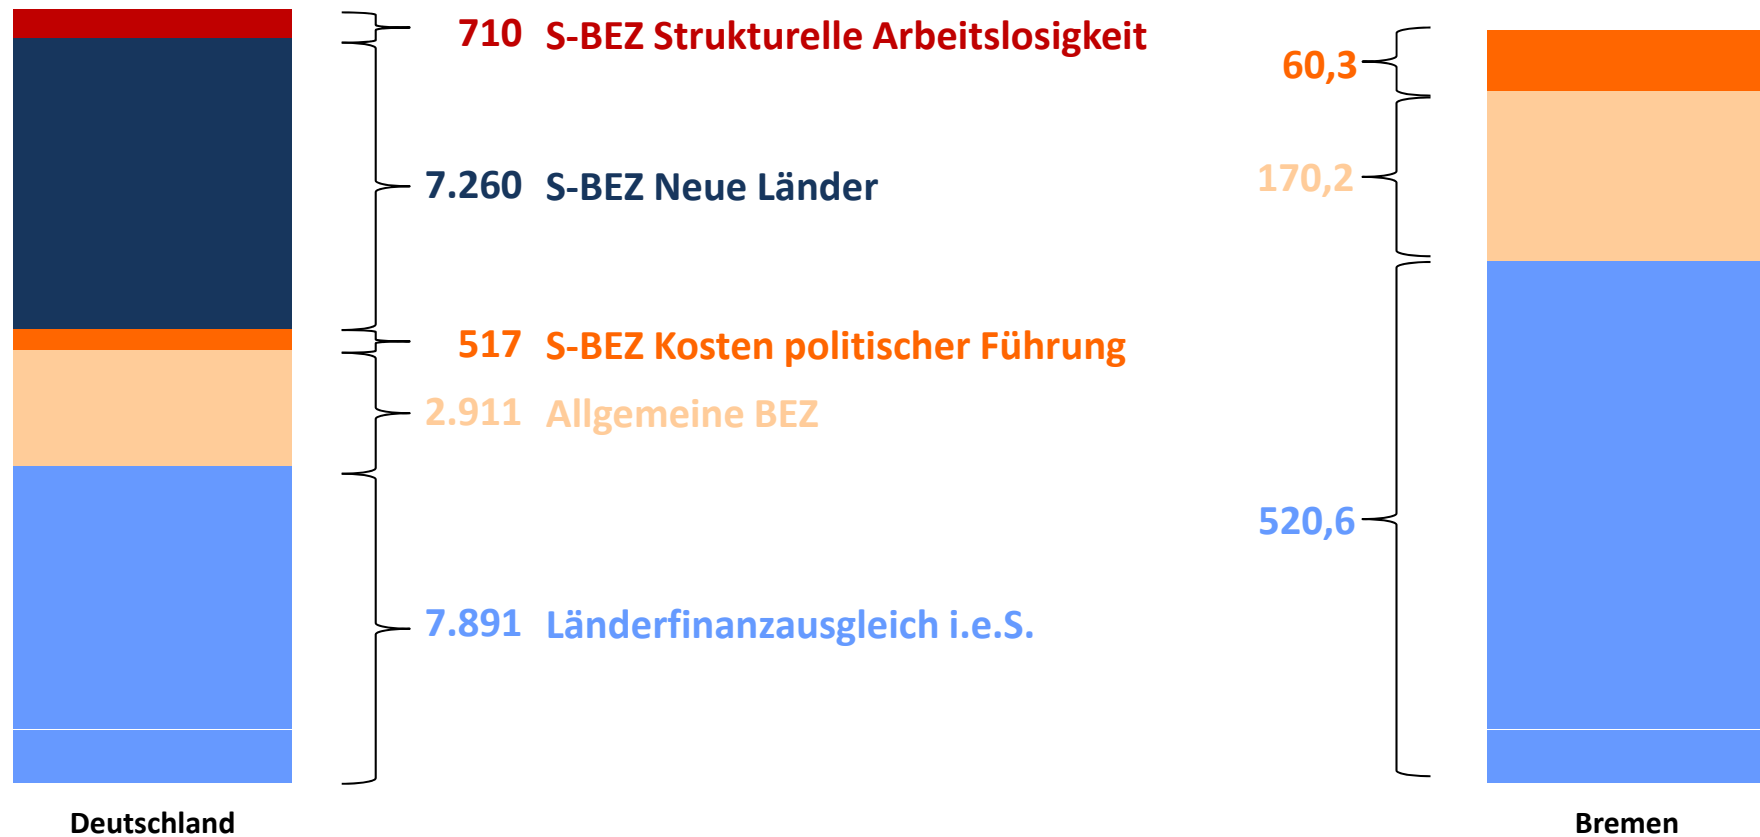 710 S-BEZ Strukturelle Arbeitslosigkeit
60,3
7.260 S-BEZ Neue Länder
170,2
517 S-BEZ Kosten politischer Führung
2.911 Allgemeine BEZ
520,6
7.891 Länderfinanzausgleich i.e.S.
Deutschland
Bremen